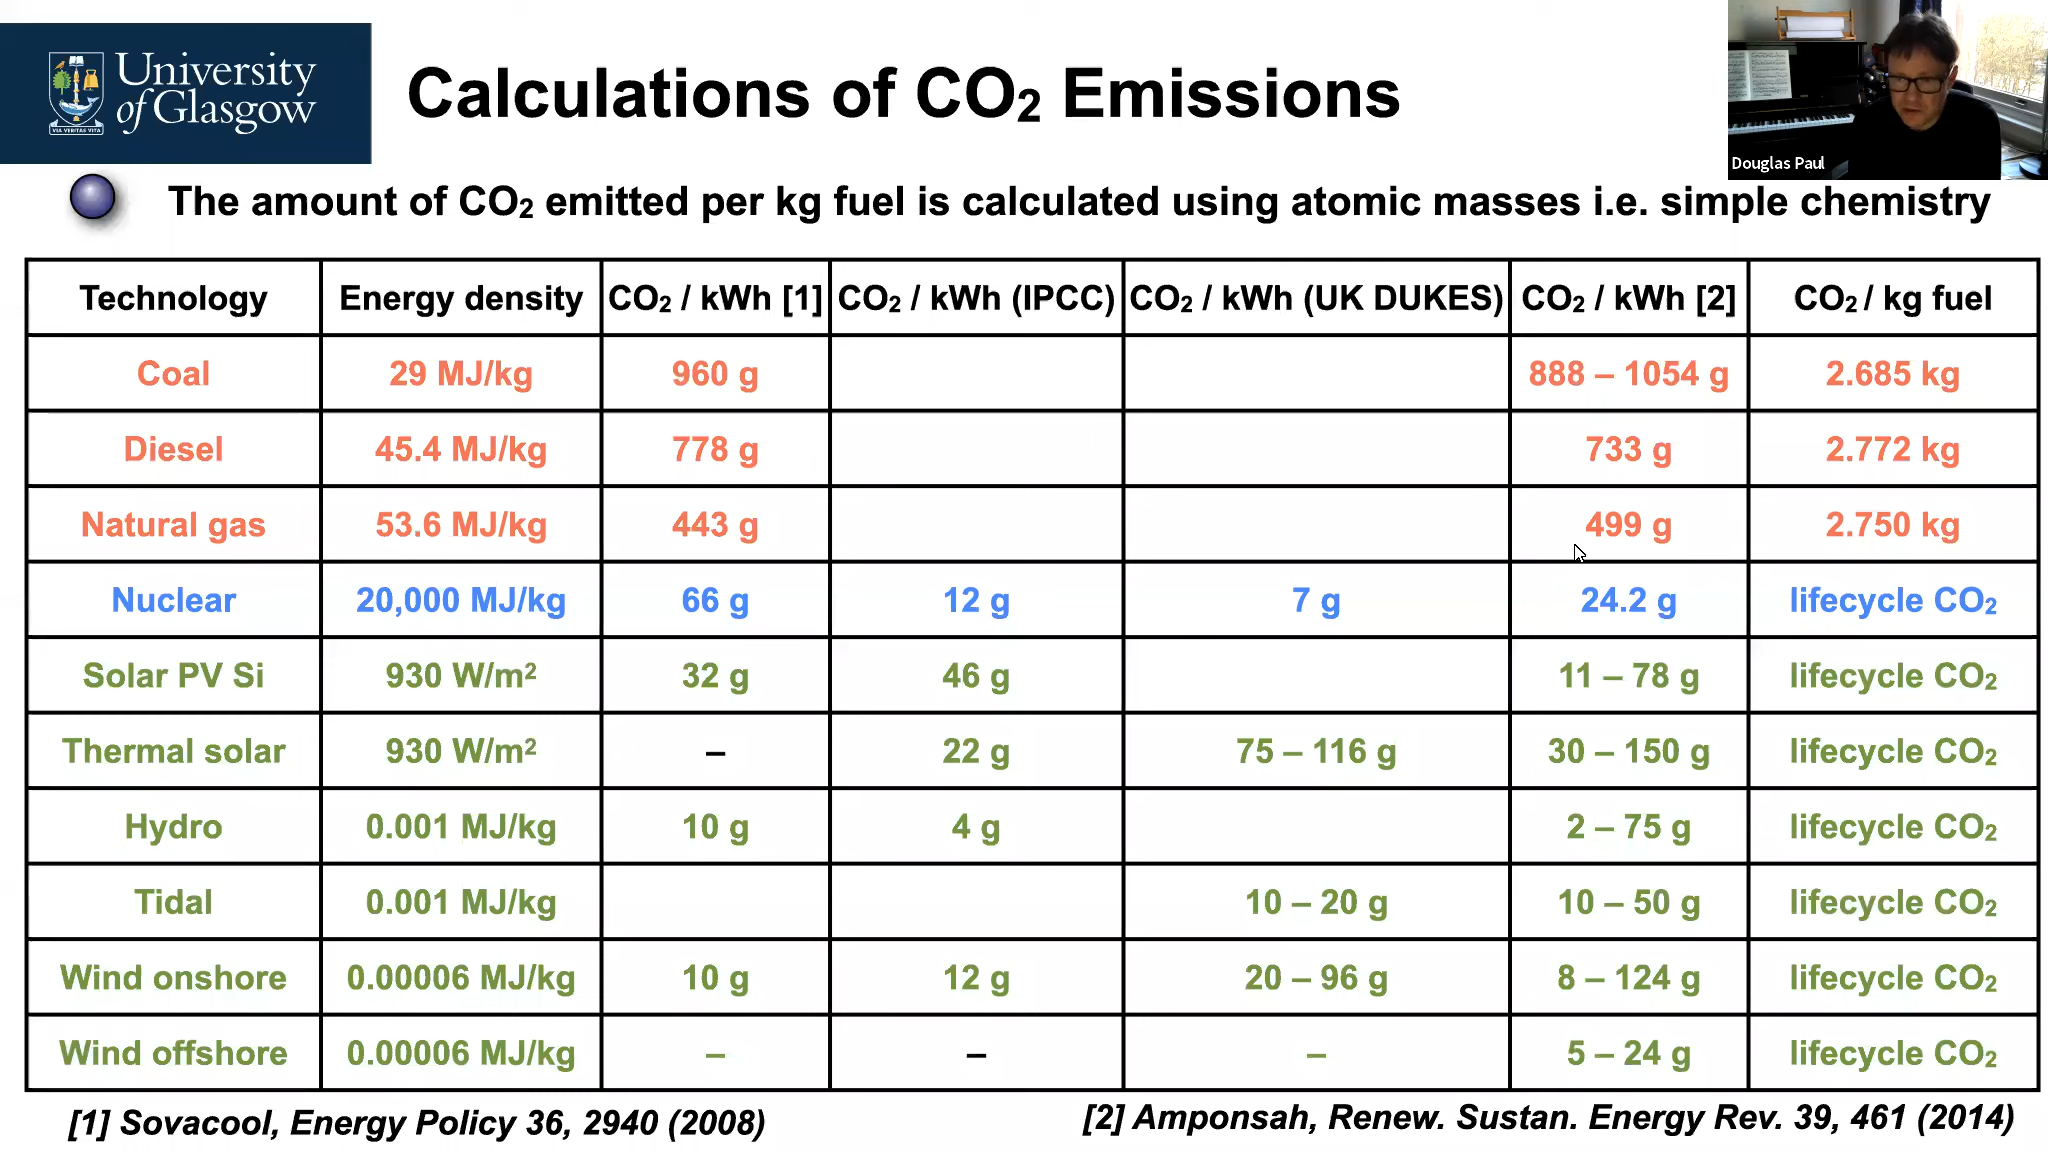 University
of Glasgow
VIA VERITAS VITA
Calculations of CO₂ Emissions
Douglas Paul
The amount of CO₂ emitted per kg fuel is calculated using atomic masses i.e. simple chemistry
Technology Energy density CO₂ / kWh [1] CO₂ / kWh (IPCC) CO₂ / kWh (UK DUKES) CO₂ / kWh [2] CO₂ / kg fuel
Coal 29 MJ/kg 960 g 888 – 1054 g 2.685 kg
Diesel 45.4 MJ/kg 778 g 733 g 2.772 kg
Natural gas 53.6 MJ/kg 443 g 499 g 2.750 kg
Nuclear 20,000 MJ/kg 66 g 12 g 7 g 24.2 g lifecycle CO₂
Solar PV Si 930 W/m² 32 g 46 g 11 – 78 g lifecycle CO₂
Thermal solar 930 W/m² – 22 g 75 – 116 g 30 – 150 g lifecycle CO₂
Hydro 0.001 MJ/kg 10 g 4 g 2 – 75 g lifecycle CO₂
Tidal 0.001 MJ/kg 10 – 20 g 10 – 50 g lifecycle CO₂
Wind onshore 0.00006 MJ/kg 10 g 12 g 20 – 96 g 8 – 124 g lifecycle CO₂
Wind offshore 0.00006 MJ/kg – – – 5 – 24 g lifecycle CO₂
[1] Sovacool, Energy Policy 36, 2940 (2008)
[2] Amponsah, Renew. Sustan. Energy Rev. 39, 461 (2014)